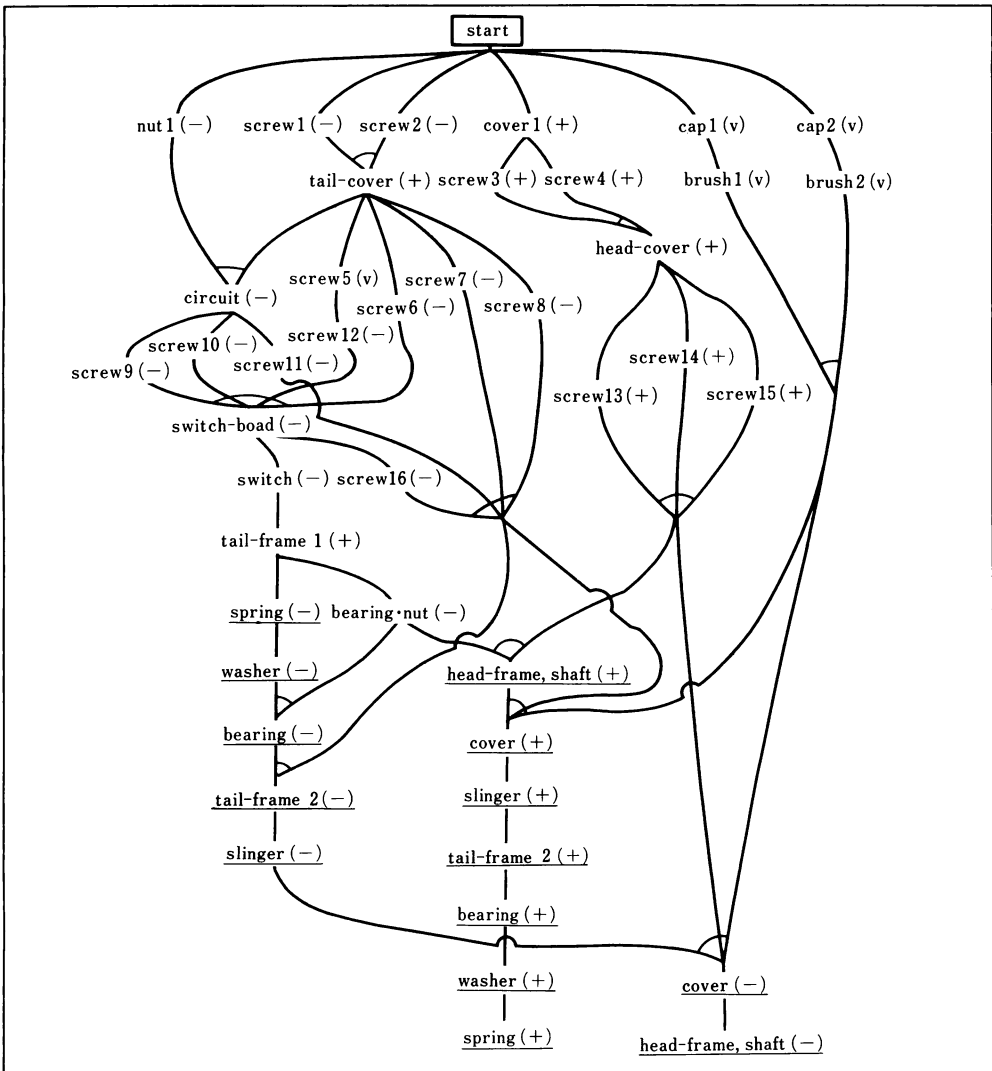 start
nut1(−) screw1(−) screw2(−) cover1(+) cap1(v) cap2(v)
tail-cover(+) screw3(+) screw4(+) brush1(v) brush2(v)
head-cover(+)
screw5(v) screw7(−)
circuit(−) screw6(−) screw8(−)
screw12(−)
screw10(−) screw14(+)
screw9(−) screw11(−)
screw13(+) screw15(+)
switch-boad(−)
switch(−) screw16(−)
tail-frame 1(+)
spring(−) bearing·nut(−)
washer(−) head-frame, shaft(+)
bearing(−) cover(+)
tail-frame 2(−) slinger(+)
slinger(−) tail-frame 2(+)
bearing(+)
washer(+) cover(−)
spring(+) head-frame, shaft(−)